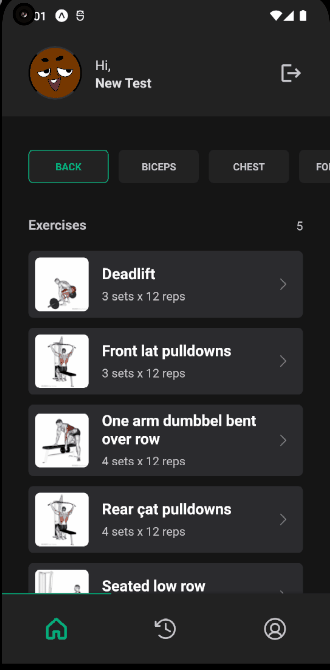 01
Hi,
New Test
BACK
BICEPS
CHEST
Exercises
5
Deadlift
3 sets x 12 reps
Front lat pulldowns
3 sets x 12 reps
One arm dumbbel bent
over row
4 sets x 12 reps
Rear çat pulldowns
4 sets x 12 reps
Seated low row